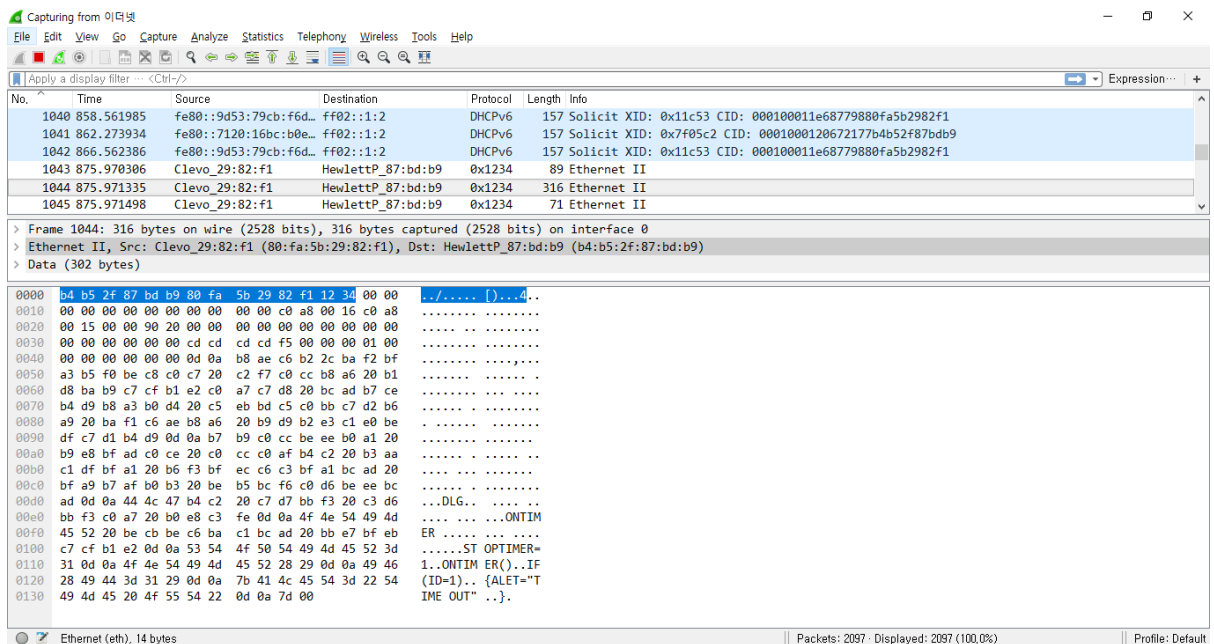 Capturing from 이더넷
File Edit View Go Capture Analyze Statistics Telephony Wireless Tools Help
Apply a display filter ··· <Ctrl-/> Expression··· +
No. Time Source Destination Protocol Length Info
1040 858.561985 fe80::9d53:79cb:f6d… ff02::1:2 DHCPv6 157 Solicit XID: 0x11c53 CID: 000100011e68779880fa5b2982f1
1041 862.273934 fe80::7120:16bc:b0e… ff02::1:2 DHCPv6 157 Solicit XID: 0x7f05c2 CID: 0001000120672177b4b52f87bdb9
1042 866.562386 fe80::9d53:79cb:f6d… ff02::1:2 DHCPv6 157 Solicit XID: 0x11c53 CID: 000100011e68779880fa5b2982f1
1043 875.970306 Clevo_29:82:f1 HewlettP_87:bd:b9 0x1234 89 Ethernet II
1044 875.971335 Clevo_29:82:f1 HewlettP_87:bd:b9 0x1234 316 Ethernet II
1045 875.971498 Clevo_29:82:f1 HewlettP_87:bd:b9 0x1234 71 Ethernet II
> Frame 1044: 316 bytes on wire (2528 bits), 316 bytes captured (2528 bits) on interface 0
> Ethernet II, Src: Clevo_29:82:f1 (80:fa:5b:29:82:f1), Dst: HewlettP_87:bd:b9 (b4:b5:2f:87:bd:b9)
> Data (302 bytes)
0000 b4 b5 2f 87 bd b9 80 fa 5b 29 82 f1 12 34 00 00 ../..... [)...4..
0010 00 00 00 00 00 00 00 00 00 00 c0 a8 00 16 c0 a8 ........ ........
0020 00 15 00 00 90 20 00 00 00 00 00 00 00 00 00 00 ..... .. ........
0030 00 00 00 00 00 00 cd cd cd cd f5 00 00 00 01 00 ........ ........
0040 00 00 00 00 00 00 0d 0a b8 ae c6 b2 2c ba f2 bf ........ ....,...
0050 a3 b5 f0 be c8 c0 c7 20 c2 f7 c0 cc b8 a6 20 b1 ....... ...... .
0060 d8 ba b9 c7 cf b1 e2 c0 a7 c7 d8 20 bc ad b7 ce ........ ... ....
0070 b4 d9 b8 a3 b0 d4 20 c5 eb bd c5 c0 bb c7 d2 b6 ...... . ........
0080 a9 20 ba f1 c6 ae b8 a6 20 b9 d9 b2 e3 c1 e0 be . ...... .......
0090 df c7 d1 b4 d9 0d 0a b7 b9 c0 cc be ee b0 a1 20 ........ .......
00a0 b9 e8 bf ad c0 ce 20 c0 cc c0 af b4 c2 20 b3 aa ...... . ..... ..
00b0 c1 df bf a1 20 b6 f3 bf ec c6 c3 bf a1 bc ad 20 .... ... .......
00c0 bf a9 b7 af b0 b3 20 be b5 bc f6 c0 d6 be ee bc ...... . ........
00d0 ad 0d 0a 44 4c 47 b4 c2 20 c7 d7 bb f3 20 c3 d6 ...DLG.. .... ..
00e0 bb f3 c0 a7 20 b0 e8 c3 fe 0d 0a 4f 4e 54 49 4d .... ... ...ONTIM
00f0 45 52 20 be cb be c6 ba c1 bc ad 20 bb e7 bf eb ER ..... ... ....
0100 c7 cf b1 e2 0d 0a 53 54 4f 50 54 49 4d 45 52 3d ......ST OPTIMER=
0110 31 0d 0a 4f 4e 54 49 4d 45 52 28 29 0d 0a 49 46 1..ONTIM ER()..IF
0120 28 49 44 3d 31 29 0d 0a 7b 41 4c 45 54 3d 22 54 (ID=1).. {ALET="T
0130 49 4d 45 20 4f 55 54 22 0d 0a 7d 00 IME OUT" ..}.
Ethernet (eth), 14 bytes Packets: 2097 · Displayed: 2097 (100,0%) Profile: Default